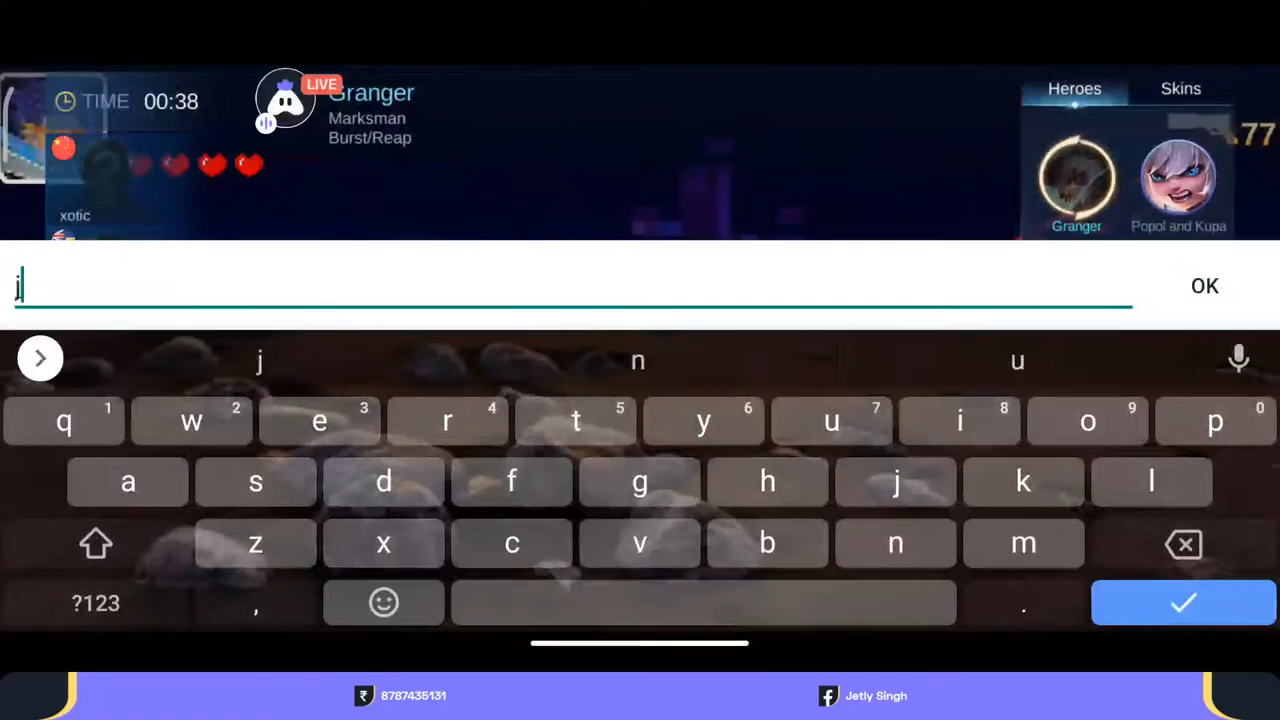 TIME 00:38
LIVE
Granger
Marksman
Burst/Reap
Heroes Skins
77
xotic
Granger Popol and Kupa
j
OK
j n u
q 1 w 2 e 3 r 4 t 5 y 6 u 7 i 8 o 9 p 0
a s d f g h j k l
z x c v b n m
?123 , .
₹ 8787435131
f Jetly Singh